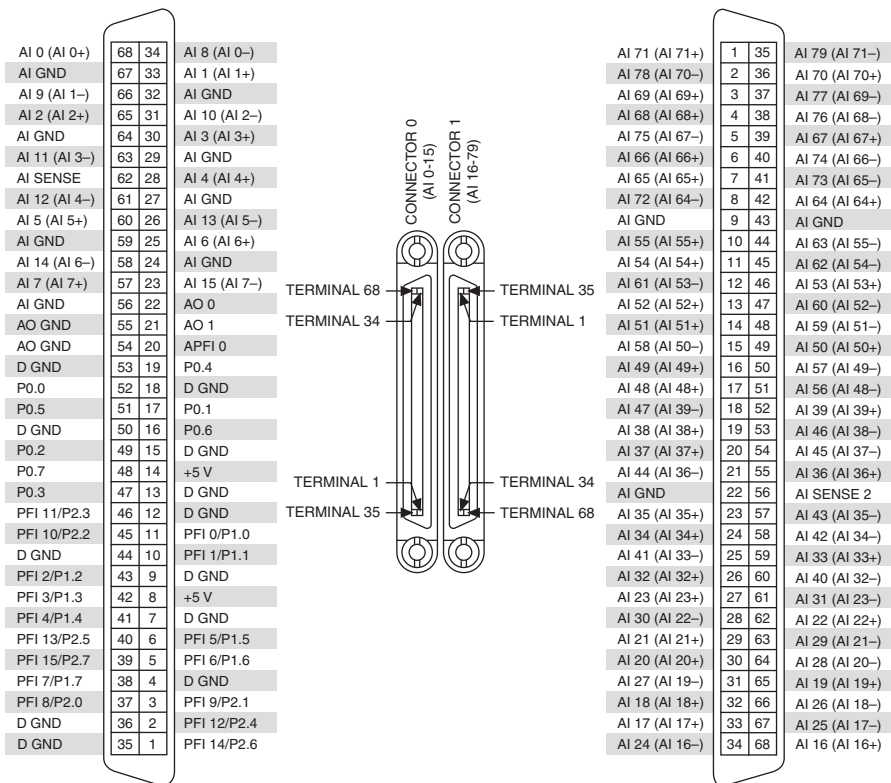 AI 0 (AI 0+) 68 34 AI 8 (AI 0–)
AI GND 67 33 AI 1 (AI 1+)
AI 9 (AI 1–) 66 32 AI GND
AI 2 (AI 2+) 65 31 AI 10 (AI 2–)
AI GND 64 30 AI 3 (AI 3+)
AI 11 (AI 3–) 63 29 AI GND
AI SENSE 62 28 AI 4 (AI 4+)
AI 12 (AI 4–) 61 27 AI GND
AI 5 (AI 5+) 60 26 AI 13 (AI 5–)
AI GND 59 25 AI 6 (AI 6+)
AI 14 (AI 6–) 58 24 AI GND
AI 7 (AI 7+) 57 23 AI 15 (AI 7–)
AI GND 56 22 AO 0
AO GND 55 21 AO 1
AO GND 54 20 APFI 0
D GND 53 19 P0.4
P0.0 52 18 D GND
P0.5 51 17 P0.1
D GND 50 16 P0.6
P0.2 49 15 D GND
P0.7 48 14 +5 V
P0.3 47 13 D GND
PFI 11/P2.3 46 12 D GND
PFI 10/P2.2 45 11 PFI 0/P1.0
D GND 44 10 PFI 1/P1.1
PFI 2/P1.2 43 9 D GND
PFI 3/P1.3 42 8 +5 V
PFI 4/P1.4 41 7 D GND
PFI 13/P2.5 40 6 PFI 5/P1.5
PFI 15/P2.7 39 5 PFI 6/P1.6
PFI 7/P1.7 38 4 D GND
PFI 8/P2.0 37 3 PFI 9/P2.1
D GND 36 2 PFI 12/P2.4
D GND 35 1 PFI 14/P2.6
CONNECTOR 0
(AI 0-15)
CONNECTOR 1
(AI 16-79)
TERMINAL 68
TERMINAL 34
TERMINAL 35
TERMINAL 1
TERMINAL 1
TERMINAL 35
TERMINAL 34
TERMINAL 68
AI 71 (AI 71+) 1 35 AI 79 (AI 71–)
AI 78 (AI 70–) 2 36 AI 70 (AI 70+)
AI 69 (AI 69+) 3 37 AI 77 (AI 69–)
AI 68 (AI 68+) 4 38 AI 76 (AI 68–)
AI 75 (AI 67–) 5 39 AI 67 (AI 67+)
AI 66 (AI 66+) 6 40 AI 74 (AI 66–)
AI 65 (AI 65+) 7 41 AI 73 (AI 65–)
AI 72 (AI 64–) 8 42 AI 64 (AI 64+)
AI GND 9 43 AI GND
AI 55 (AI 55+) 10 44 AI 63 (AI 55–)
AI 54 (AI 54+) 11 45 AI 62 (AI 54–)
AI 61 (AI 53–) 12 46 AI 53 (AI 53+)
AI 52 (AI 52+) 13 47 AI 60 (AI 52–)
AI 51 (AI 51+) 14 48 AI 59 (AI 51–)
AI 58 (AI 50–) 15 49 AI 50 (AI 50+)
AI 49 (AI 49+) 16 50 AI 57 (AI 49–)
AI 48 (AI 48+) 17 51 AI 56 (AI 48–)
AI 47 (AI 39–) 18 52 AI 39 (AI 39+)
AI 38 (AI 38+) 19 53 AI 46 (AI 38–)
AI 37 (AI 37+) 20 54 AI 45 (AI 37–)
AI 44 (AI 36–) 21 55 AI 36 (AI 36+)
AI GND 22 56 AI SENSE 2
AI 35 (AI 35+) 23 57 AI 43 (AI 35–)
AI 34 (AI 34+) 24 58 AI 42 (AI 34–)
AI 41 (AI 33–) 25 59 AI 33 (AI 33+)
AI 32 (AI 32+) 26 60 AI 40 (AI 32–)
AI 23 (AI 23+) 27 61 AI 31 (AI 23–)
AI 30 (AI 22–) 28 62 AI 22 (AI 22+)
AI 21 (AI 21+) 29 63 AI 29 (AI 21–)
AI 20 (AI 20+) 30 64 AI 28 (AI 20–)
AI 27 (AI 19–) 31 65 AI 19 (AI 19+)
AI 18 (AI 18+) 32 66 AI 26 (AI 18–)
AI 17 (AI 17+) 33 67 AI 25 (AI 17–)
AI 24 (AI 16–) 34 68 AI 16 (AI 16+)